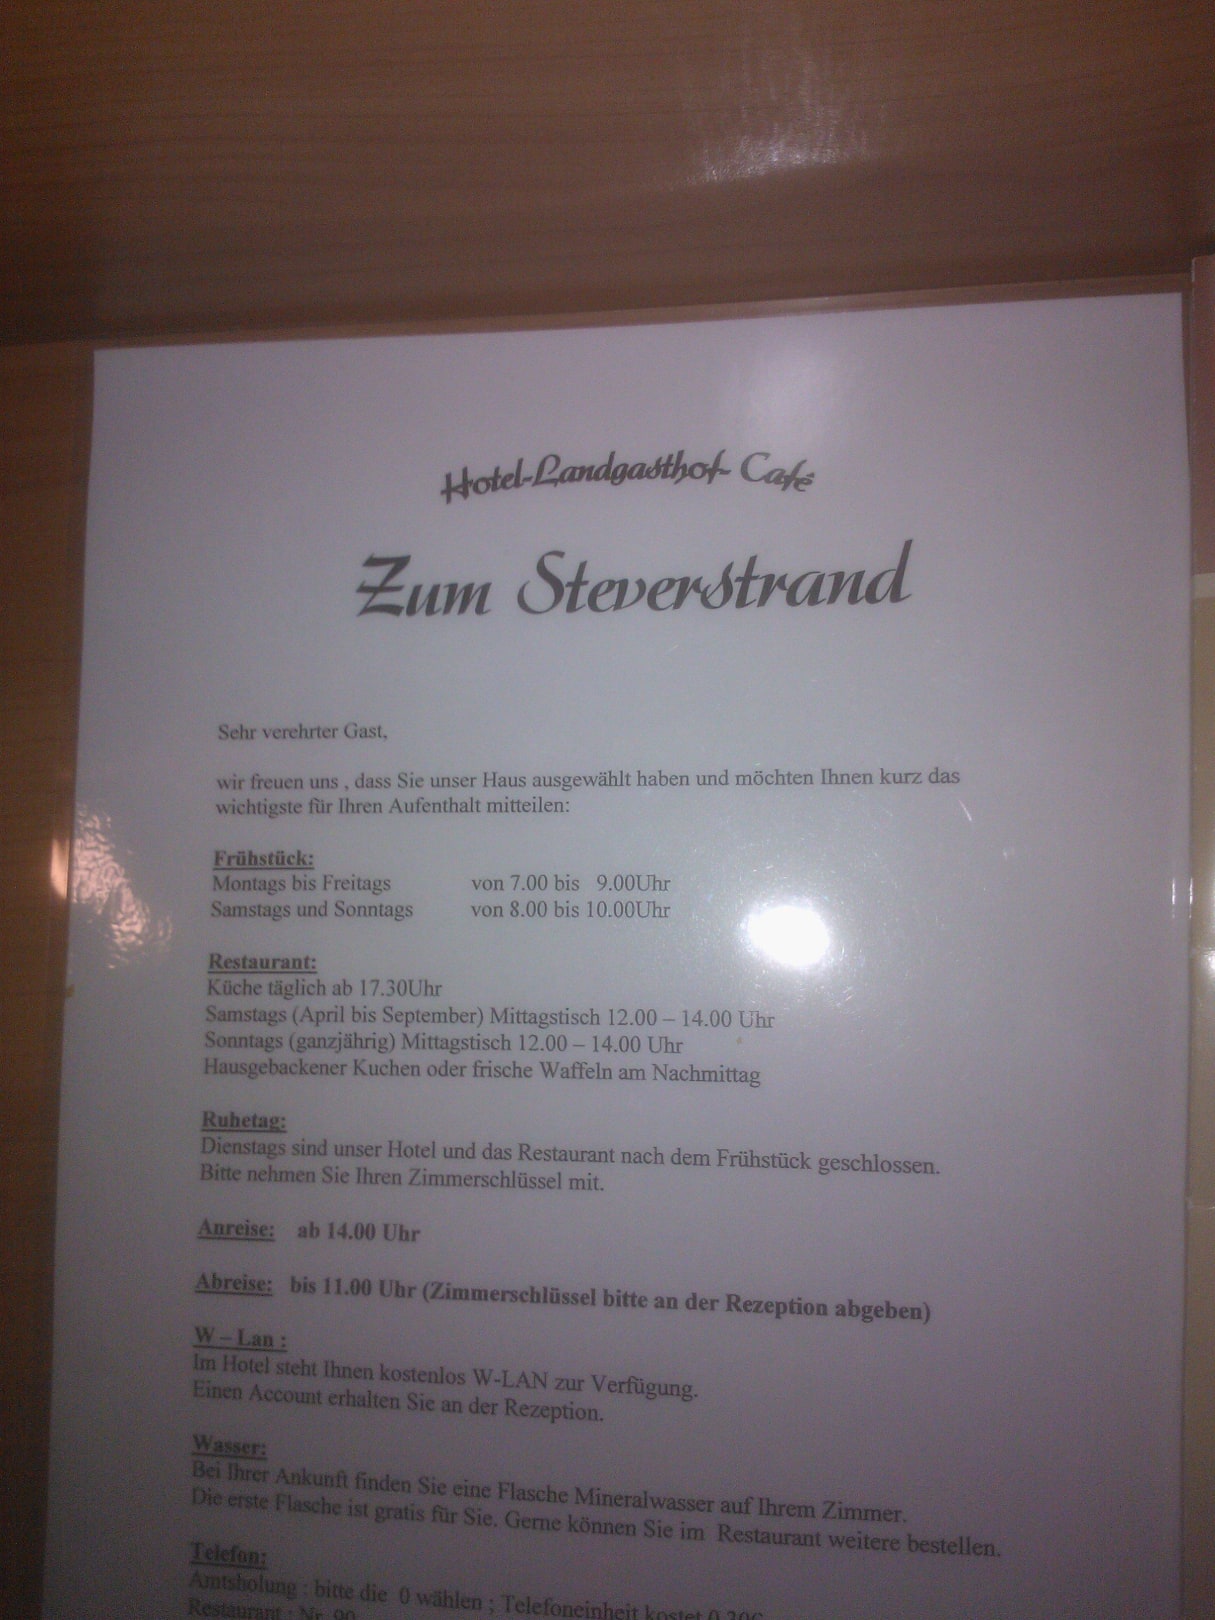 Hotel-Landgasthof- Café
Zum Steverstrand
Sehr verehrter Gast,
wir freuen uns , dass Sie unser Haus ausgewählt haben und möchten Ihnen kurz das
wichtigste für Ihren Aufenthalt mitteilen:
Frühstück:
Montags bis Freitags von 7.00 bis 9.00Uhr
Samstags und Sonntags von 8.00 bis 10.00Uhr
Restaurant:
Küche täglich ab 17.30Uhr
Samstags (April bis September) Mittagstisch 12.00 – 14.00 Uhr
Sonntags (ganzjährig) Mittagstisch 12.00 – 14.00 Uhr
Hausgebackener Kuchen oder frische Waffeln am Nachmittag
Ruhetag:
Dienstags sind unser Hotel und das Restaurant nach dem Frühstück geschlossen.
Bitte nehmen Sie Ihren Zimmerschlüssel mit.
Anreise: ab 14.00 Uhr
Abreise: bis 11.00 Uhr (Zimmerschlüssel bitte an der Rezeption abgeben)
W – Lan :
Im Hotel steht Ihnen kostenlos W-LAN zur Verfügung.
Einen Account erhalten Sie an der Rezeption.
Wasser:
Bei Ihrer Ankunft finden Sie eine Flasche Mineralwasser auf Ihrem Zimmer.
Die erste Flasche ist gratis für Sie. Gerne können Sie im Restaurant weitere bestellen.
Telefon:
Amtsholung : bitte die 0 wählen ; Telefoneinheit kostet
Restaurant : Nr.